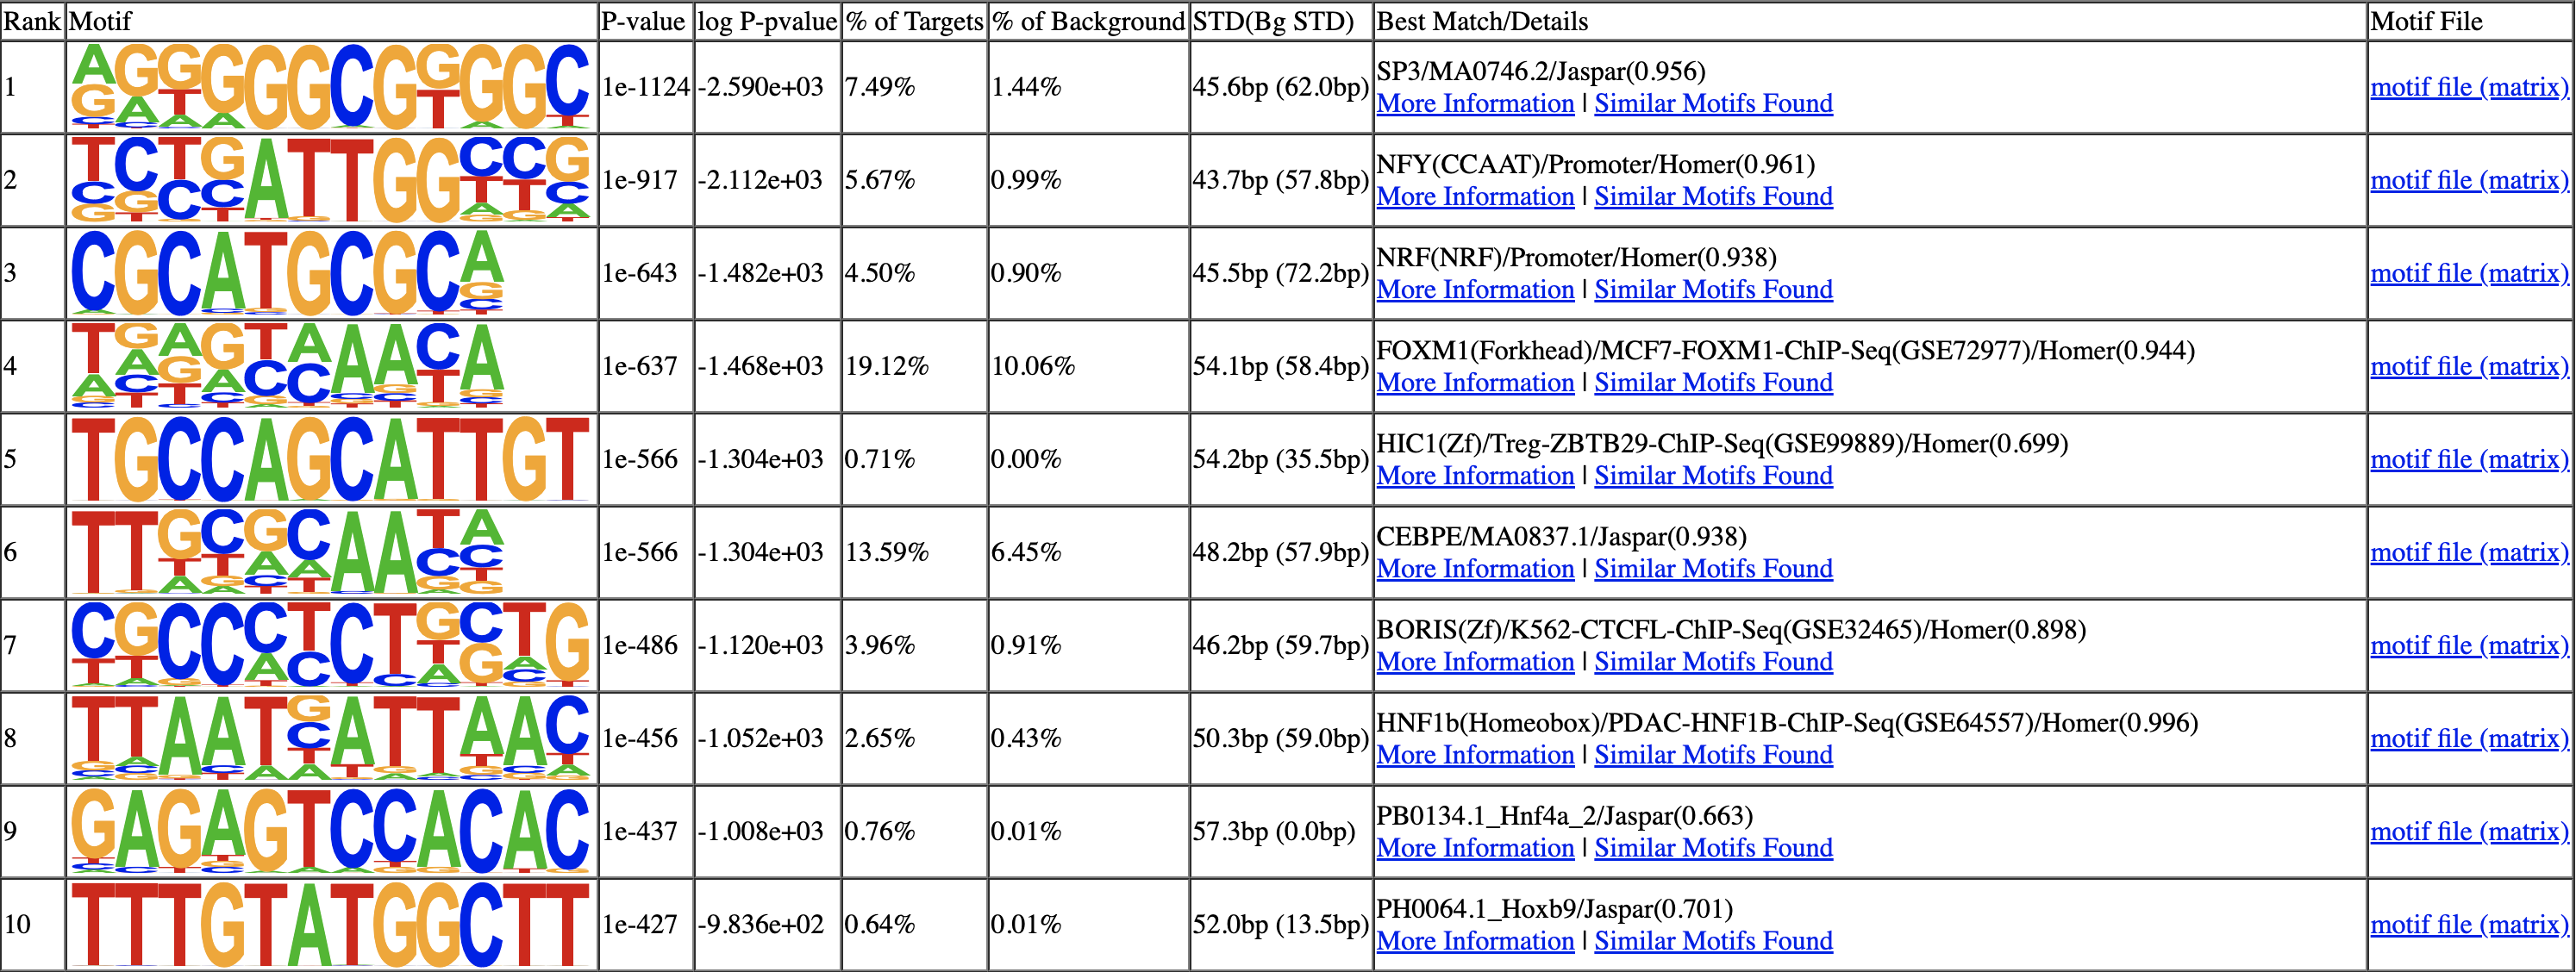 Rank Motif P-value log P-pvalue % of Targets % of Background STD(Bg STD) Best Match/Details Motif File
1 AGGGGGCGGGGC 1e-1124 -2.590e+03 7.49% 1.44% 45.6bp (62.0bp) SP3/MA0746.2/Jaspar(0.956) motif file (matrix)
More Information | Similar Motifs Found
2 TCTGATTGGCCG 1e-917 -2.112e+03 5.67% 0.99% 43.7bp (57.8bp) NFY(CCAAT)/Promoter/Homer(0.961) motif file (matrix)
More Information | Similar Motifs Found
3 CGCATGCGCA 1e-643 -1.482e+03 4.50% 0.90% 45.5bp (72.2bp) NRF(NRF)/Promoter/Homer(0.938) motif file (matrix)
More Information | Similar Motifs Found
4 TGAGTAAACA 1e-637 -1.468e+03 19.12% 10.06% 54.1bp (58.4bp) FOXM1(Forkhead)/MCF7-FOXM1-ChIP-Seq(GSE72977)/Homer(0.944) motif file (matrix)
More Information | Similar Motifs Found
5 TGCCAGCATTGT 1e-566 -1.304e+03 0.71% 0.00% 54.2bp (35.5bp) HIC1(Zf)/Treg-ZBTB29-ChIP-Seq(GSE99889)/Homer(0.699) motif file (matrix)
More Information | Similar Motifs Found
6 TTGCGCAATA 1e-566 -1.304e+03 13.59% 6.45% 48.2bp (57.9bp) CEBPE/MA0837.1/Jaspar(0.938) motif file (matrix)
More Information | Similar Motifs Found
7 CGCCCTCTGCTG 1e-486 -1.120e+03 3.96% 0.91% 46.2bp (59.7bp) BORIS(Zf)/K562-CTCFL-ChIP-Seq(GSE32465)/Homer(0.898) motif file (matrix)
More Information | Similar Motifs Found
8 TTAATGATTAAC 1e-456 -1.052e+03 2.65% 0.43% 50.3bp (59.0bp) HNF1b(Homeobox)/PDAC-HNF1B-ChIP-Seq(GSE64557)/Homer(0.996) motif file (matrix)
More Information | Similar Motifs Found
9 GAGAGTCCACAC 1e-437 -1.008e+03 0.76% 0.01% 57.3bp (0.0bp) PB0134.1_Hnf4a_2/Jaspar(0.663) motif file (matrix)
More Information | Similar Motifs Found
10 TTTGTATGGCTT 1e-427 -9.836e+02 0.64% 0.01% 52.0bp (13.5bp) PH0064.1_Hoxb9/Jaspar(0.701) motif file (matrix)
More Information | Similar Motifs Found